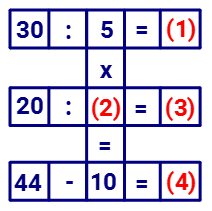 30 : 5 = (1)
x
20 : (2) = (3)
=
44 - 10 = (4)